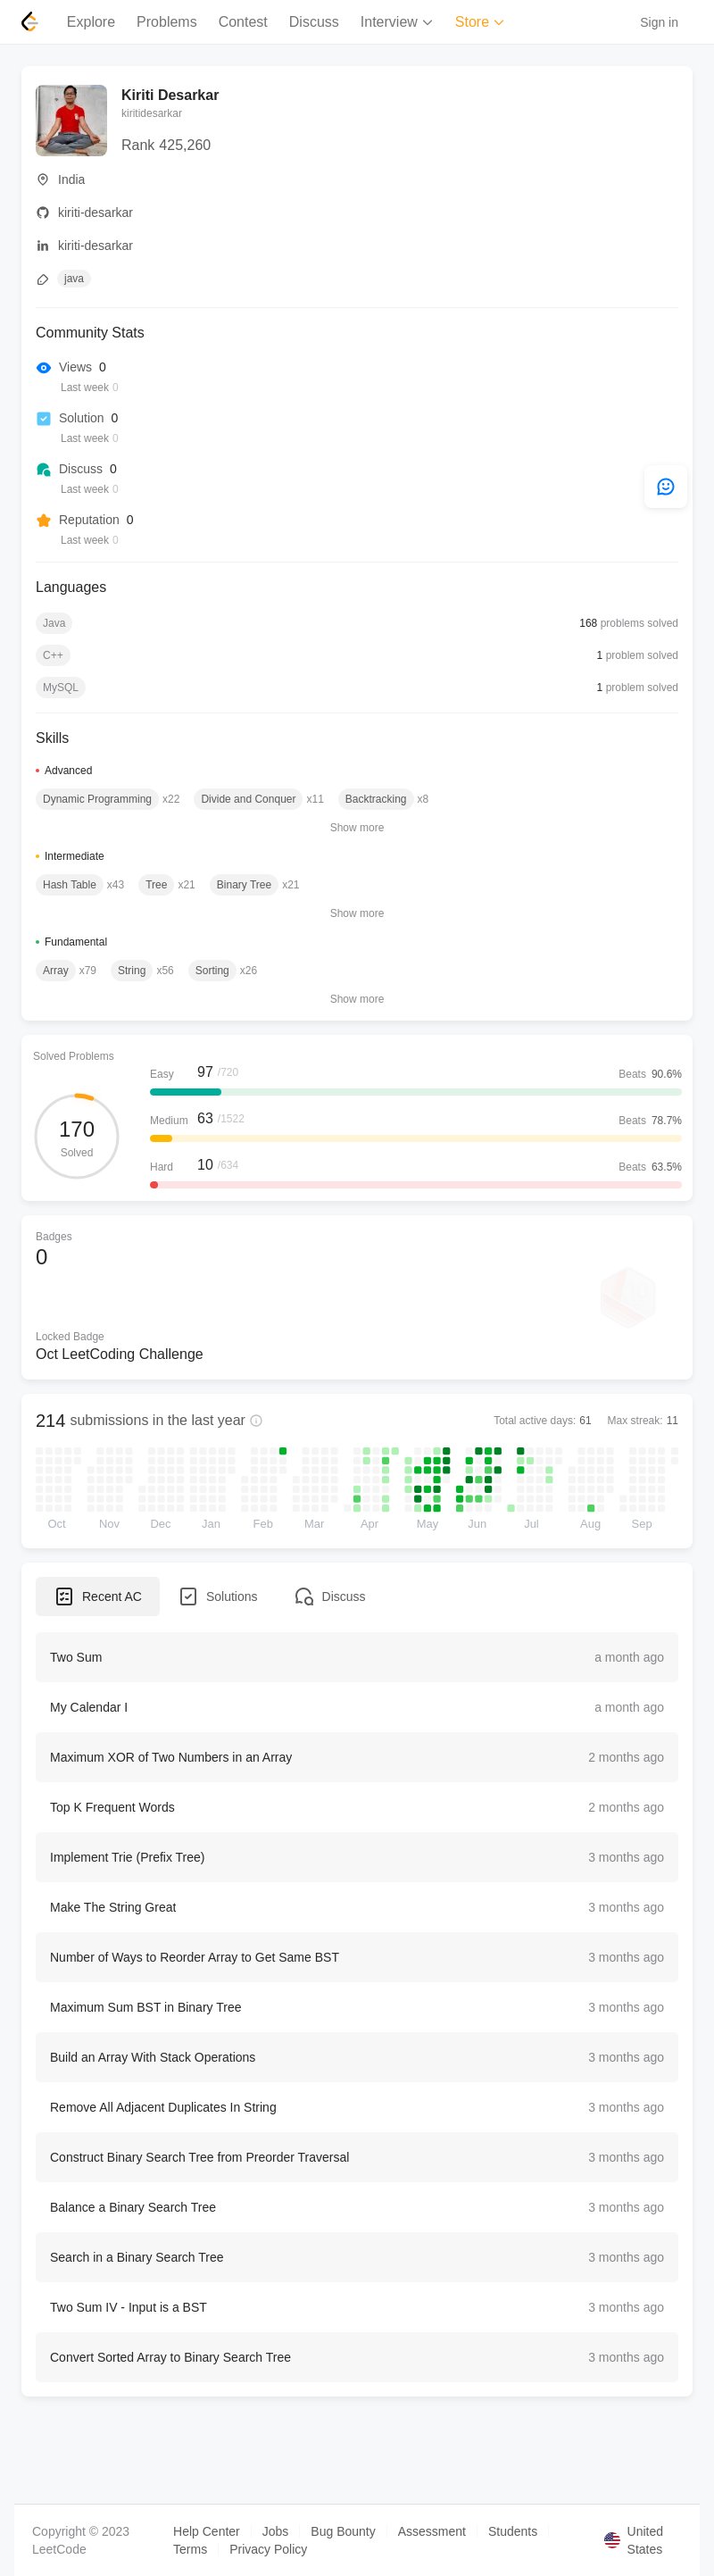 Explore Problems Contest Discuss Interview Store Sign in
Kiriti Desarkar
kiritidesarkar
Rank 425,260
India
kiriti-desarkar
kiriti-desarkar
java
Community Stats
Views 0
Last week 0
Solution 0
Last week 0
Discuss 0
Last week 0
Reputation 0
Last week 0
Languages
Java 168 problems solved
C++ 1 problem solved
MySQL 1 problem solved
Skills
Advanced
Dynamic Programming x22 Divide and Conquer x11 Backtracking x8
Show more
Intermediate
Hash Table x43 Tree x21 Binary Tree x21
Show more
Fundamental
Array x79 String x56 Sorting x26
Show more
Solved Problems
170
Solved
Easy 97 /720 Beats 90.6%
Medium 63 /1522 Beats 78.7%
Hard 10 /634 Beats 63.5%
Badges
0
Locked Badge
Oct LeetCoding Challenge
214 submissions in the last year Total active days: 61 Max streak: 11
Oct Nov Dec Jan Feb Mar Apr May Jun Jul Aug Sep
Recent AC Solutions Discuss
Two Sum a month ago
My Calendar I a month ago
Maximum XOR of Two Numbers in an Array 2 months ago
Top K Frequent Words 2 months ago
Implement Trie (Prefix Tree) 3 months ago
Make The String Great 3 months ago
Number of Ways to Reorder Array to Get Same BST 3 months ago
Maximum Sum BST in Binary Tree 3 months ago
Build an Array With Stack Operations 3 months ago
Remove All Adjacent Duplicates In String 3 months ago
Construct Binary Search Tree from Preorder Traversal 3 months ago
Balance a Binary Search Tree 3 months ago
Search in a Binary Search Tree 3 months ago
Two Sum IV - Input is a BST 3 months ago
Convert Sorted Array to Binary Search Tree 3 months ago
Copyright © 2023 LeetCode
Help Center Jobs Bug Bounty Assessment Students
Terms Privacy Policy
United States